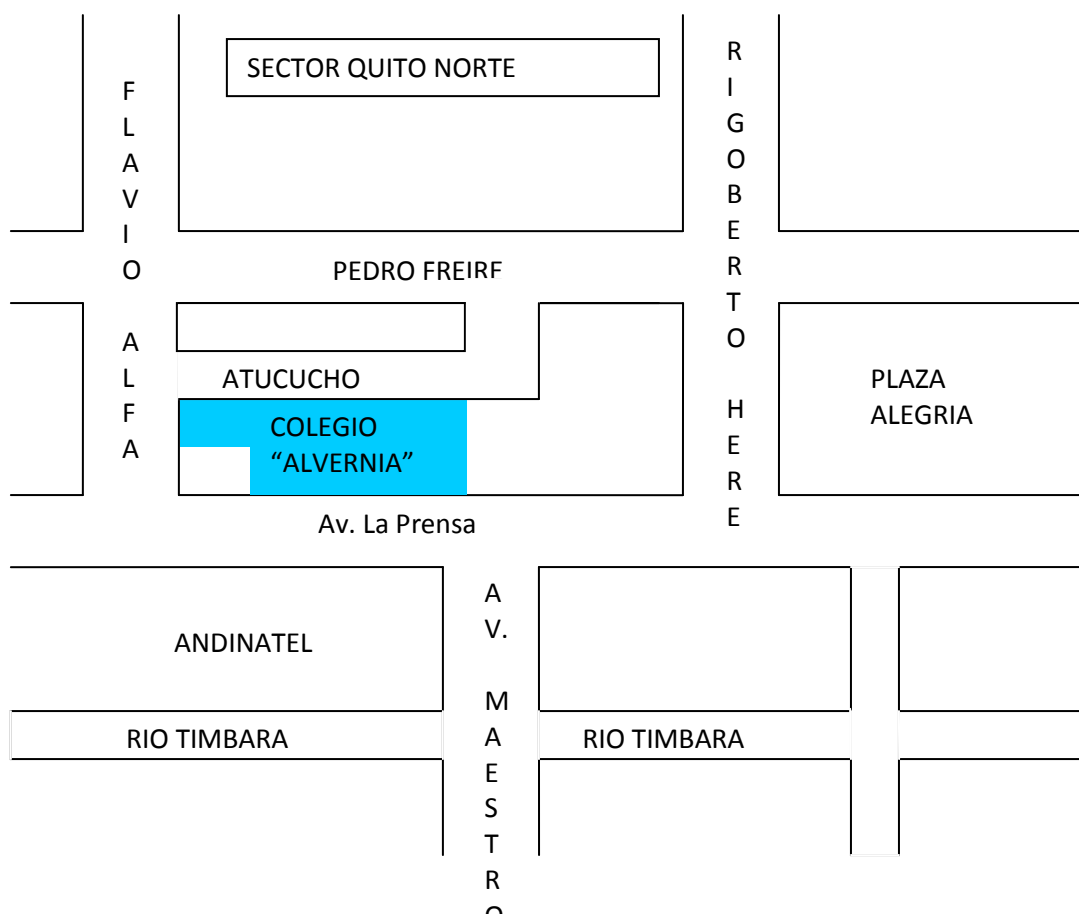 SECTOR QUITO NORTE
FLAVIO ALFA
RIGOBERTO HERE
PEDRO FREIRF
ATUCUCHO
COLEGIO
“ALVERNIA”
PLAZA
ALEGRIA
Av. La Prensa
ANDINATEL
AV. MAESTRO
RIO TIMBARA
RIO TIMBARA